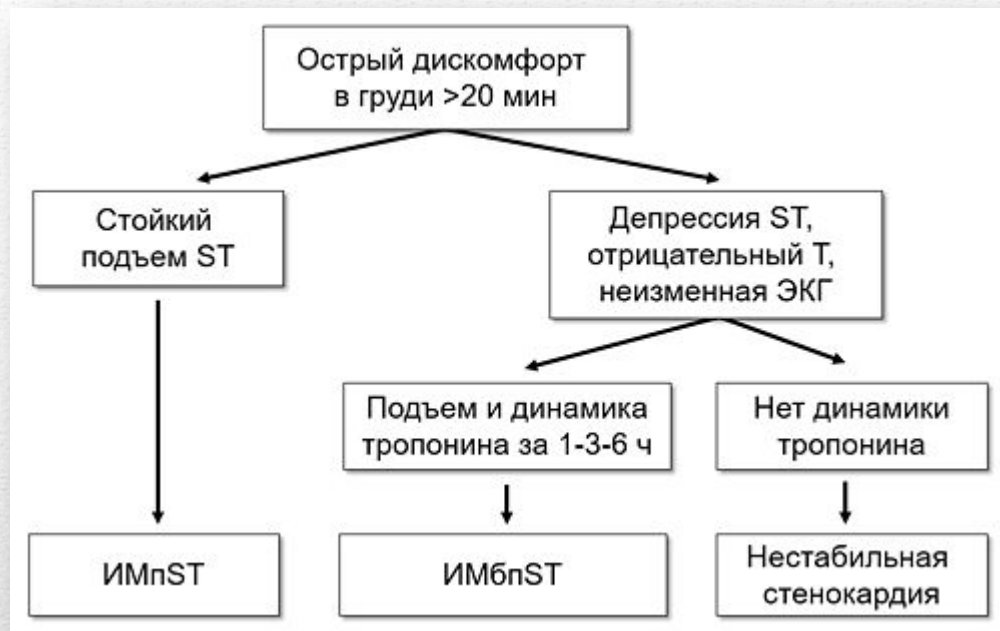 Острый дискомфорт
в груди >20 мин
Стойкий
подъем ST
Депрессия ST,
отрицательный Т,
неизменная ЭКГ
Подъем и динамика
тропонина за 1-3-6 ч
Нет динамики
тропонина
ИМпST
ИМбпST
Нестабильная
стенокардия